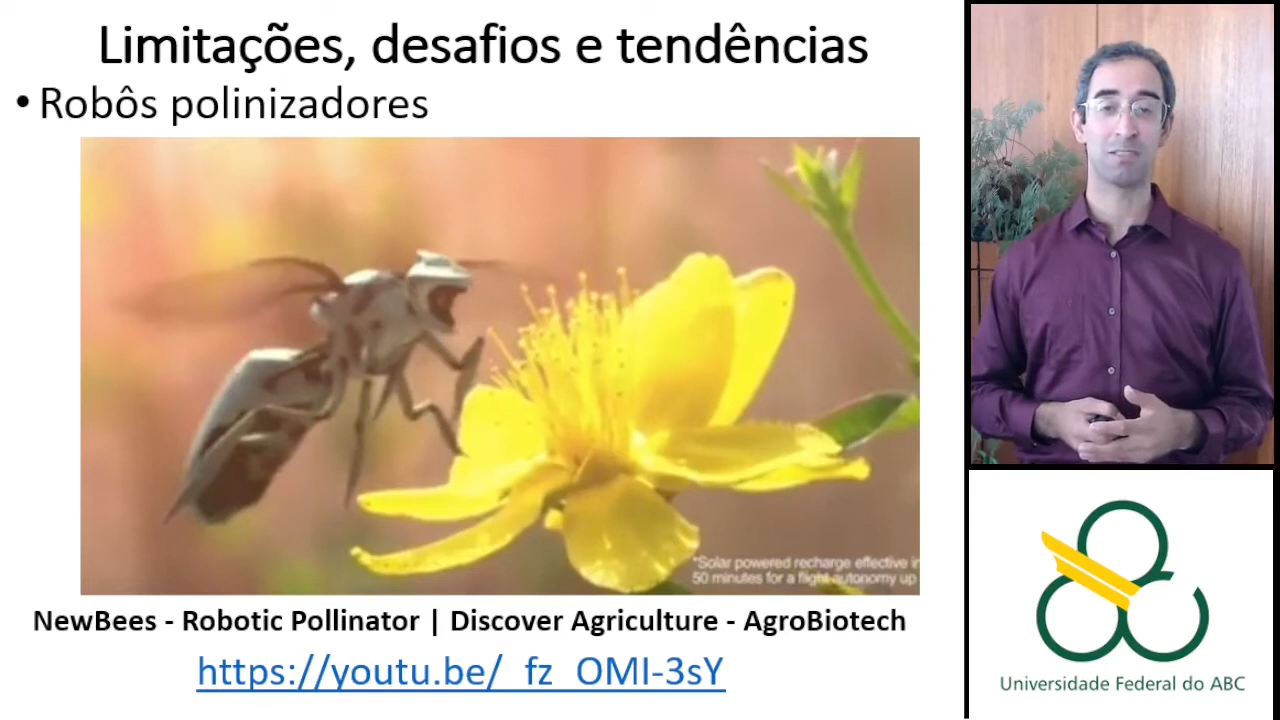 Limitações, desafios e tendências
• Robôs polinizadores
*Solar powered recharge effective in
50 minutes for a flight autonomy up
NewBees - Robotic Pollinator | Discover Agriculture - AgroBiotech
https://youtu.be/_fz_OMI-3sY
Universidade Federal do ABC